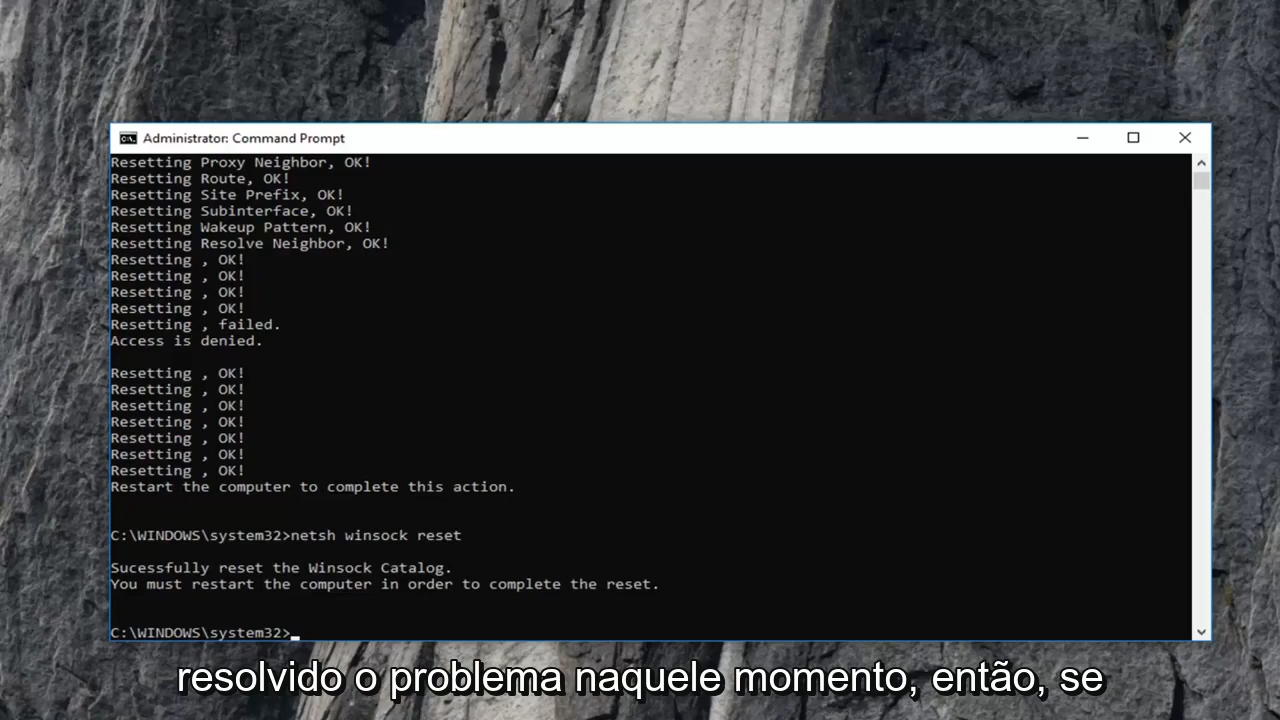 Administrator: Command Prompt
Resetting Proxy Neighbor, OK!
Resetting Route, OK!
Resetting Site Prefix, OK!
Resetting Subinterface, OK!
Resetting Wakeup Pattern, OK!
Resetting Resolve Neighbor, OK!
Resetting , OK!
Resetting , OK!
Resetting , OK!
Resetting , OK!
Resetting , failed.
Access is denied.
Resetting , OK!
Resetting , OK!
Resetting , OK!
Resetting , OK!
Resetting , OK!
Resetting , OK!
Resetting , OK!
Restart the computer to complete this action.
C:\WINDOWS\system32>netsh winsock reset
Sucessfully reset the Winsock Catalog.
You must restart the computer in order to complete the reset.
C:\WINDOWS\system32>
resolvido o problema naquele momento, então, se